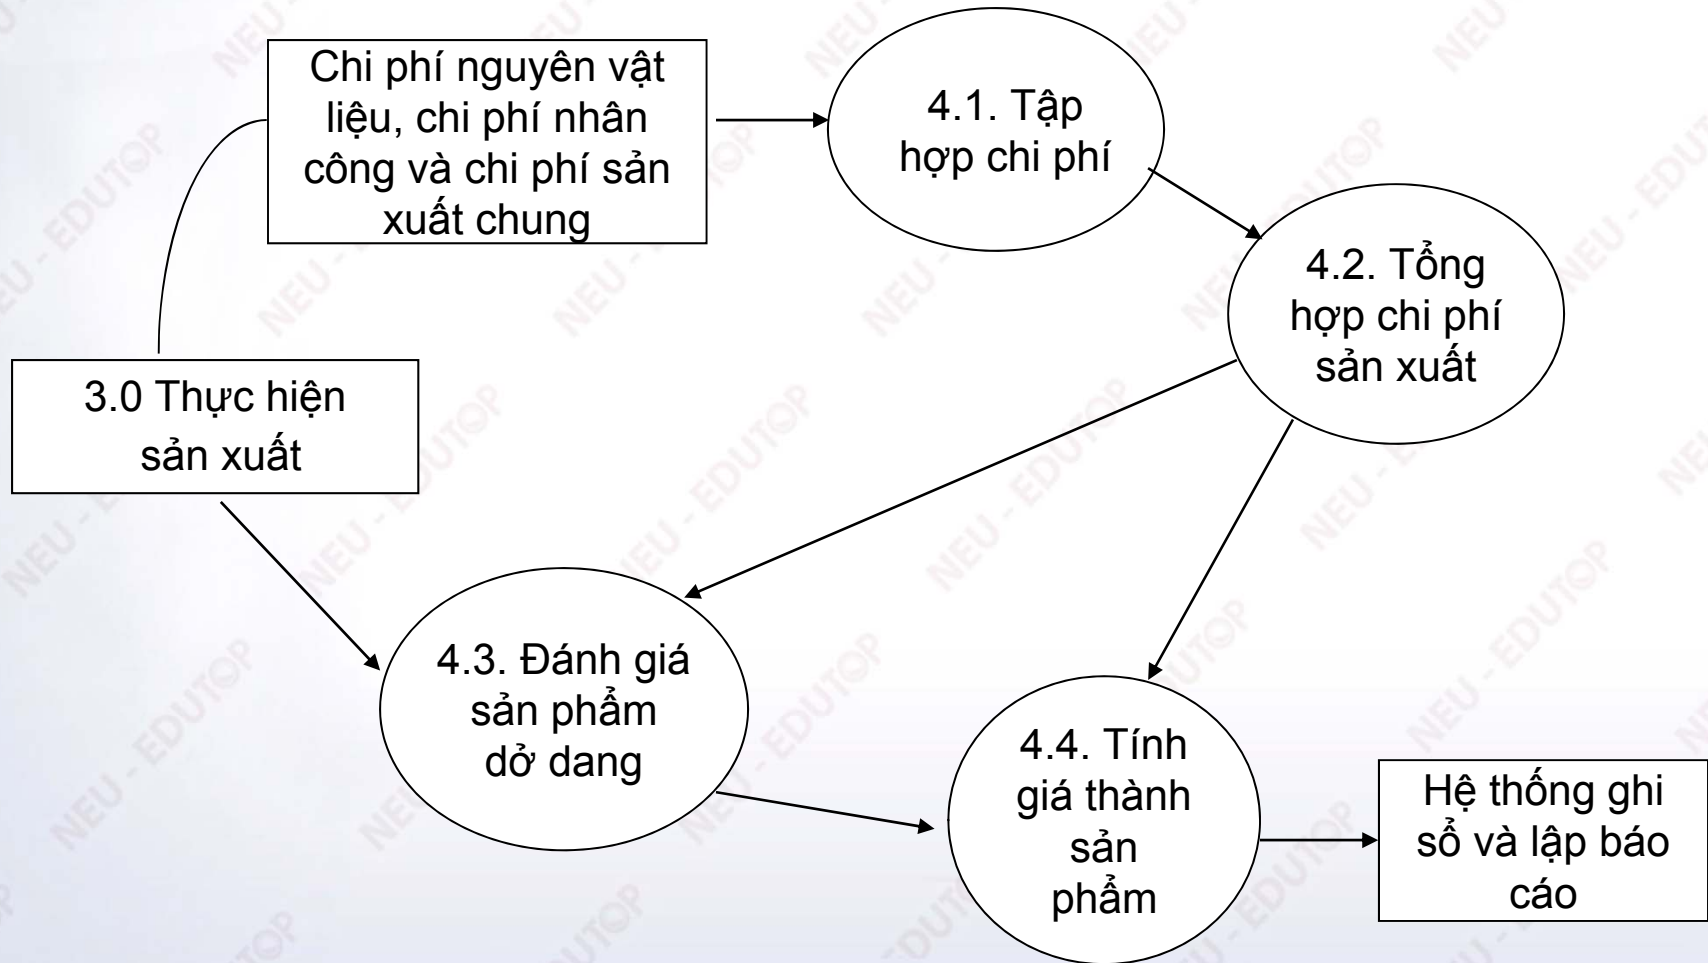 Chi phí nguyên vật
liệu, chi phí nhân
công và chi phí sản
xuất chung
4.1. Tập
hợp chi phí
4.2. Tổng
hợp chi phí
sản xuất
3.0 Thực hiện
sản xuất
4.3. Đánh giá
sản phẩm
dở dang
4.4. Tính
giá thành
sản
phẩm
Hệ thống ghi
sổ và lập báo
cáo
NEU - EDUTOP